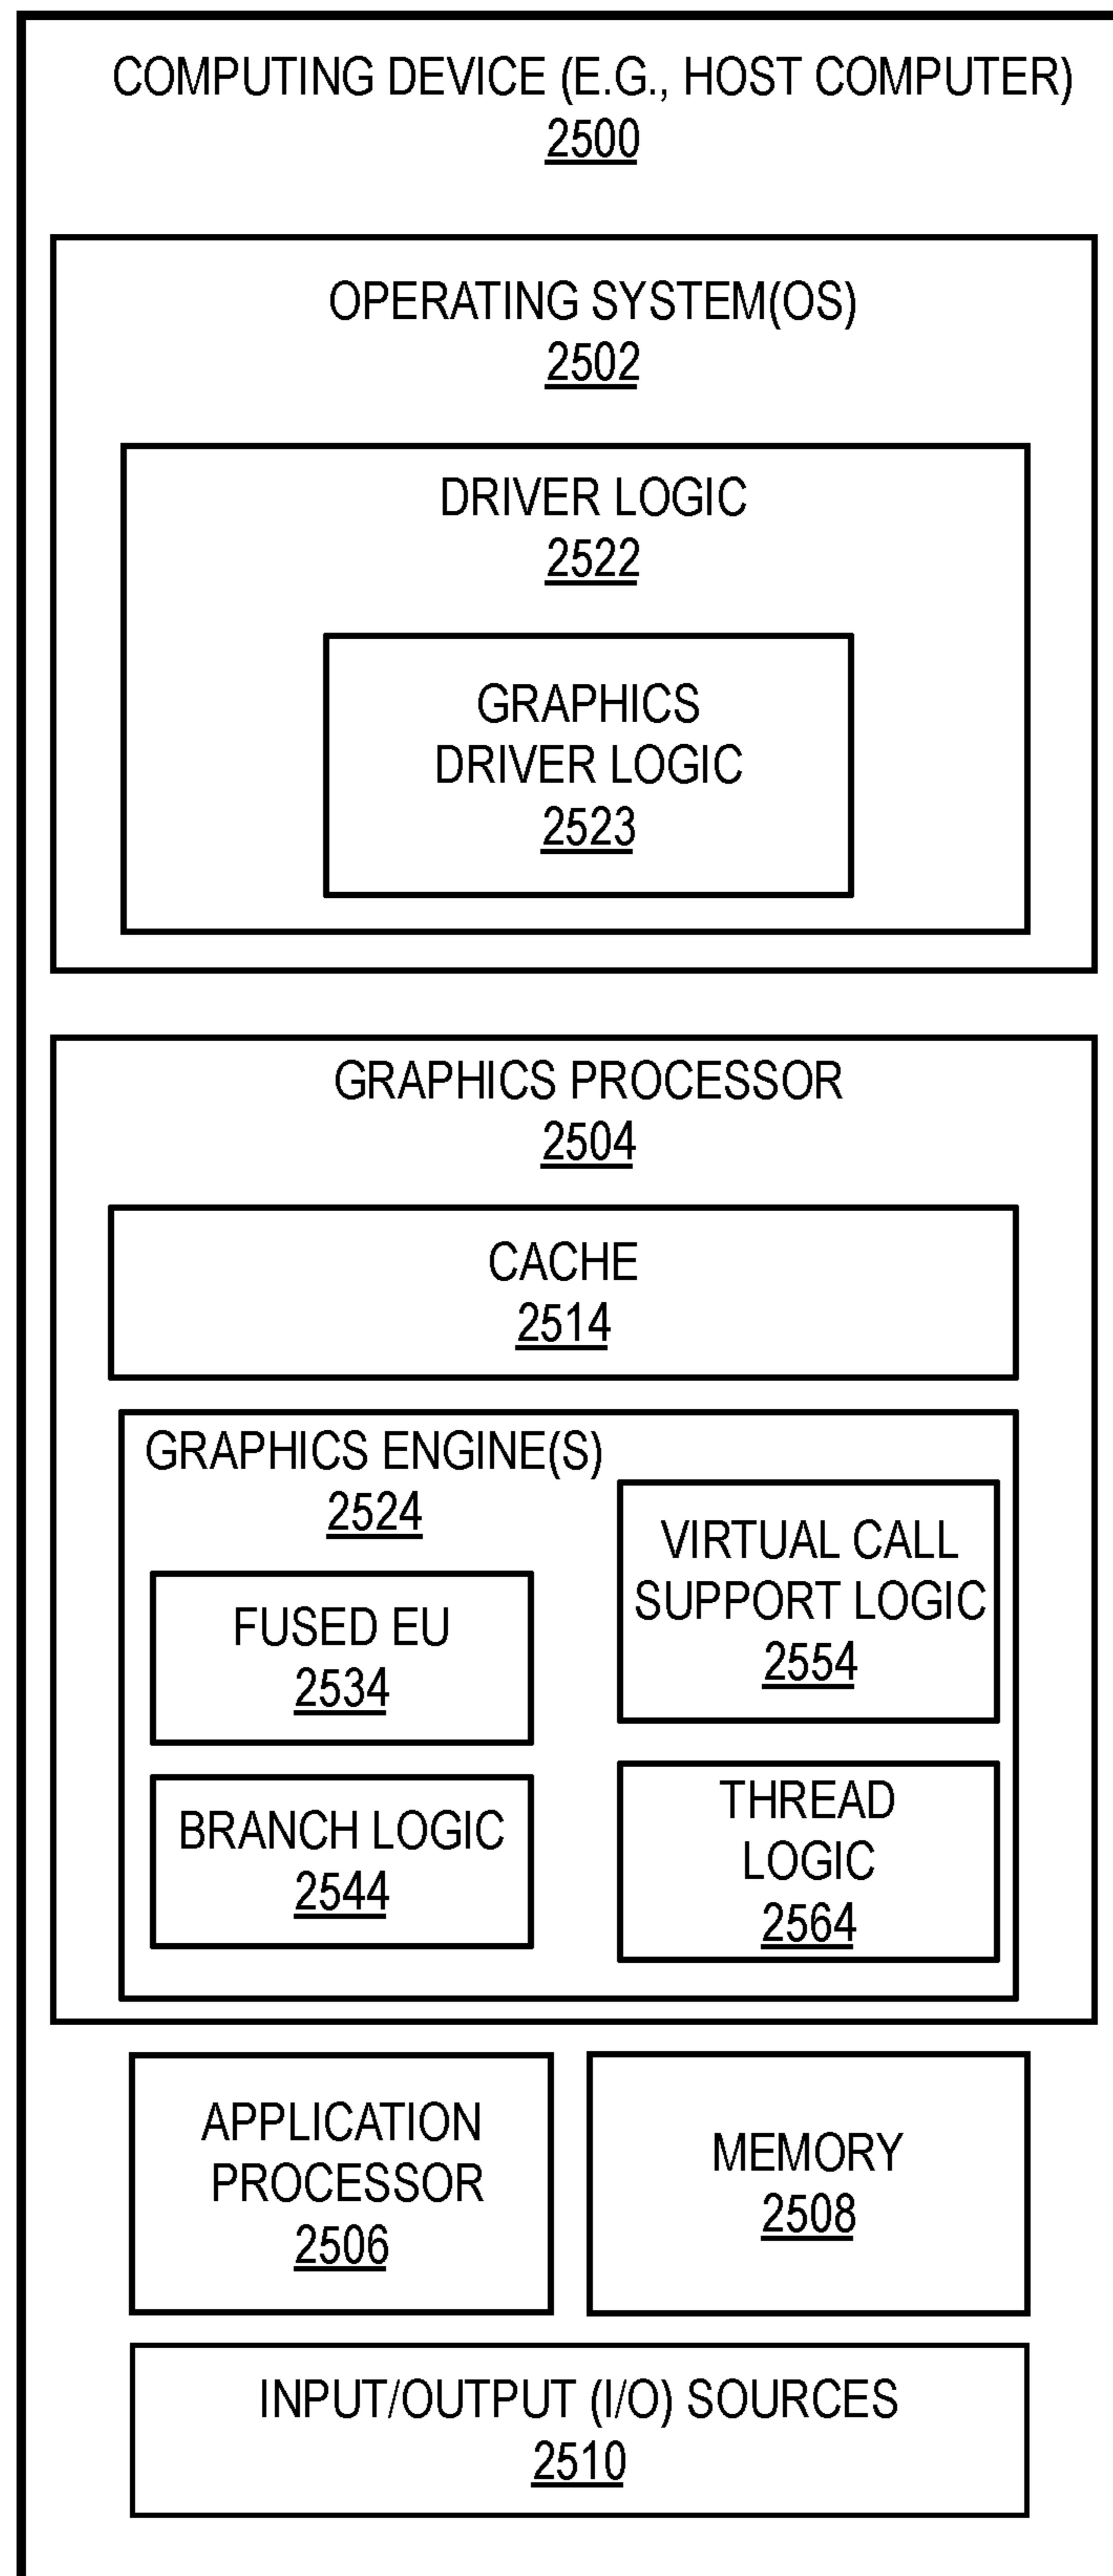 COMPUTING DEVICE (E.G., HOST COMPUTER)
2500
OPERATING SYSTEM(OS)
2502
DRIVER LOGIC
2522
GRAPHICS
DRIVER LOGIC
2523
GRAPHICS PROCESSOR
2504
CACHE
2514
GRAPHICS ENGINE(S)
2524
FUSED EU
2534
BRANCH LOGIC
2544
VIRTUAL CALL
SUPPORT LOGIC
2554
THREAD
LOGIC
2564
APPLICATION
PROCESSOR
2506
MEMORY
2508
INPUT/OUTPUT (I/O) SOURCES
2510